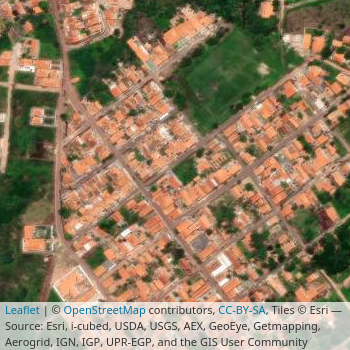 Leaflet | © OpenStreetMap contributors, CC-BY-SA, Tiles © Esri —
Source: Esri, i-cubed, USDA, USGS, AEX, GeoEye, Getmapping,
Aerogrid, IGN, IGP, UPR-EGP, and the GIS User Community